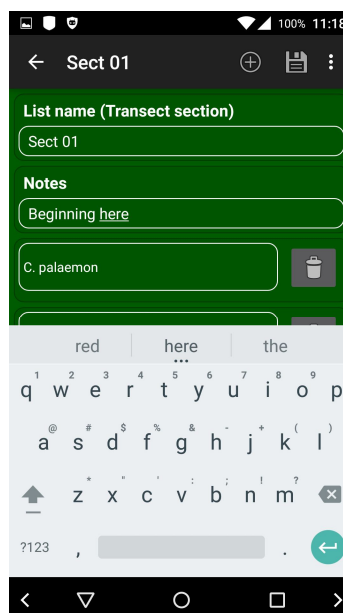 100% 11:18
Sect 01
List name (Transect section)
Sect 01
Notes
Beginning here
C. palaemon
red here the
1 2 3 4 5 6 7 8 9 0
q w e r t y u i o p
@ # $ % & - + ( )
a s d f g h j k l
* " ' : ; ! ?
z x c v b n m
?123 , .